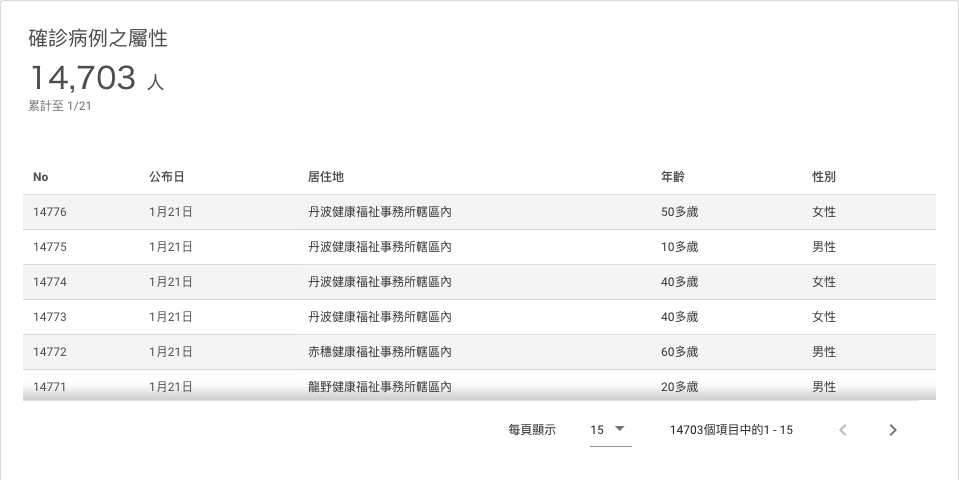 確診病例之屬性
14,703 人
累計至 1/21
No 公布日 居住地 年齡 性別
14776 1月21日 丹波健康福祉事務所轄區內 50多歲 女性
14775 1月21日 丹波健康福祉事務所轄區內 10多歲 男性
14774 1月21日 丹波健康福祉事務所轄區內 40多歲 女性
14773 1月21日 丹波健康福祉事務所轄區內 40多歲 女性
14772 1月21日 赤穗健康福祉事務所轄區內 60多歲 男性
14771 1月21日 龍野健康福祉事務所轄區內 20多歲 男性
每頁顯示 15 14703個項目中的1 - 15